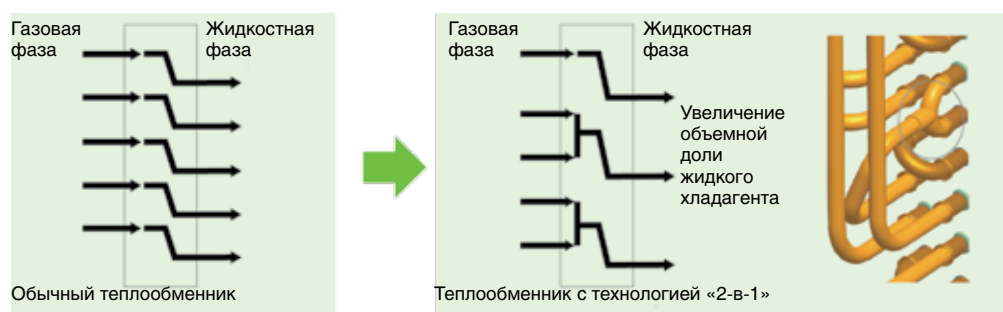 Газовая
фаза
Жидкостная
фаза
Обычный теплообменник
Газовая
фаза
Жидкостная
фаза
Увеличение
объемной
доли
жидкого
хладагента
Теплообменник с технологией «2-в-1»